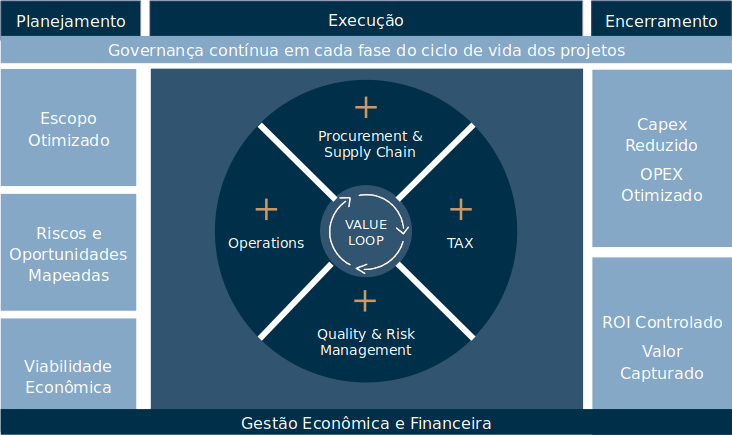 Planejamento
Execução
Encerramento
Governança contínua em cada fase do ciclo de vida dos projetos
Escopo
Otimizado
Riscos e
Oportunidades
Mapeadas
Viabilidade
Econômica
Procurement &
Supply Chain
Operations
VALUE
LOOP
TAX
Quality & Risk
Management
Capex
Reduzido
OPEX
Otimizado
ROI Controlado
Valor
Capturado
Gestão Econômica e Financeira